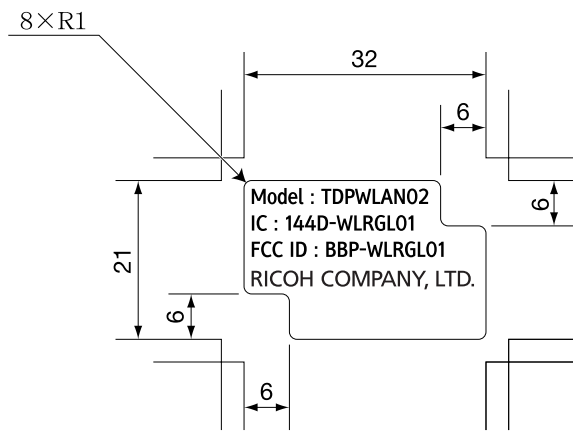 8×R1
32
6
6
Model : TDPWLAN02
IC : 144D-WLRGL01
FCC ID : BBP-WLRGL01
RICOH COMPANY, LTD.
21
6
6